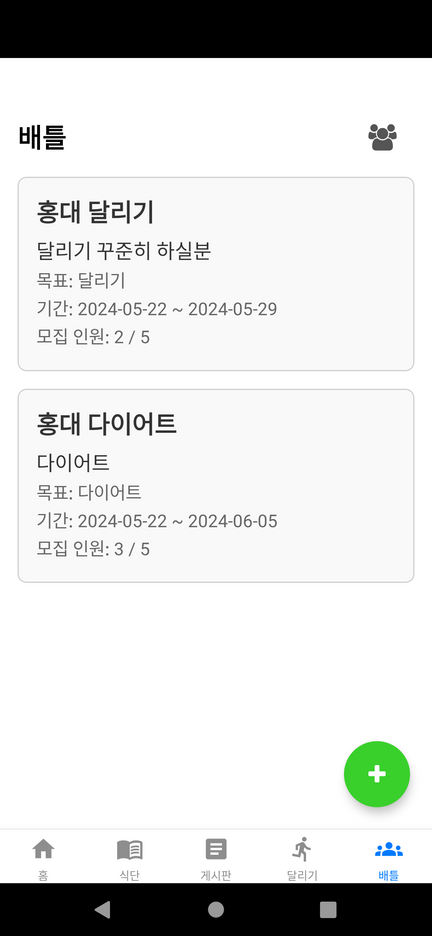 배틀
홍대 달리기
달리기 꾸준히 하실분
목표: 달리기
기간: 2024-05-22 ~ 2024-05-29
모집 인원: 2 / 5
홍대 다이어트
다이어트
목표: 다이어트
기간: 2024-05-22 ~ 2024-06-05
모집 인원: 3 / 5
홈 식단 게시판 달리기 배틀